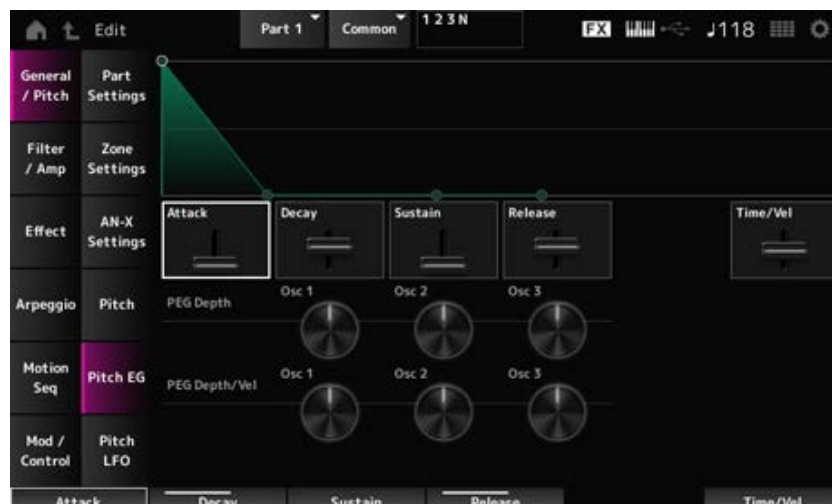 Edit
Part 1
Common
1 2 3 N
FX
♩118
General / Pitch
Part Settings
Filter / Amp
Zone Settings
Effect
AN-X Settings
Arpeggio
Pitch
Motion Seq
Pitch EG
Mod / Control
Pitch LFO
Attack
Decay
Sustain
Release
Time/Vel
PEG Depth
Osc 1
Osc 2
Osc 3
PEG Depth/Vel
Osc 1
Osc 2
Osc 3
Attack
Decay
Sustain
Release
Time/Vel